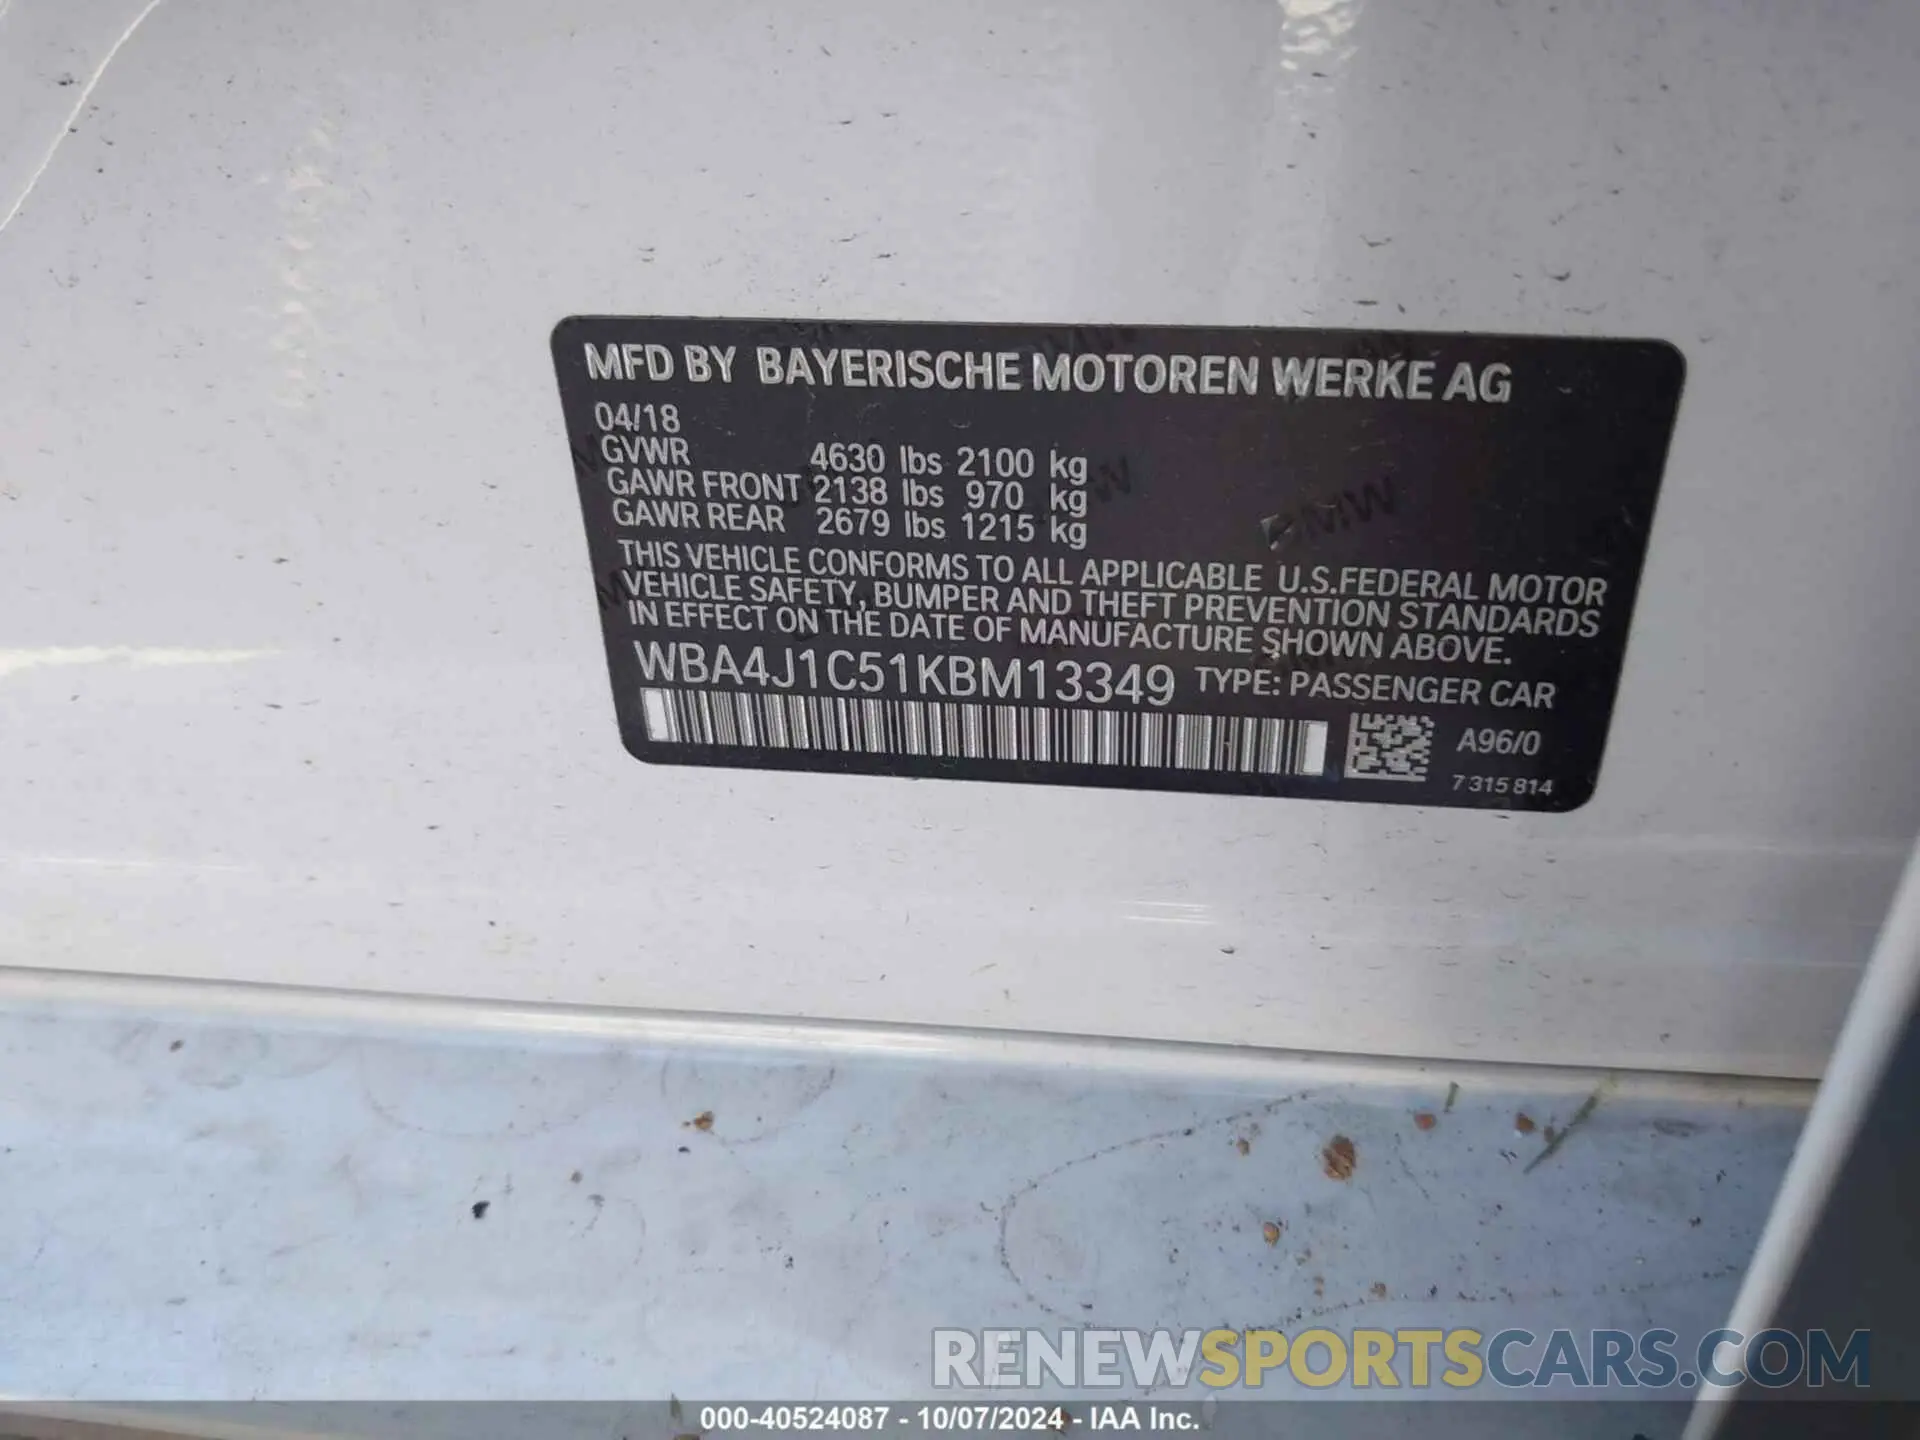 MFD BY BAYERISCHE MOTOREN WERKE AG
04/18
GVWR 4630 lbs 2100 kg
GAWR FRONT 2138 lbs 970 kg
GAWR REAR 2679 lbs 1215 kg
THIS VEHICLE CONFORMS TO ALL APPLICABLE U.S.FEDERAL MOTOR
VEHICLE SAFETY, BUMPER AND THEFT PREVENTION STANDARDS
IN EFFECT ON THE DATE OF MANUFACTURE SHOWN ABOVE.
WBA4J1C51KBM13349 TYPE: PASSENGER CAR
A96/0
7 315 814
RENEWSPORTSCARS.COM
000-40524087 - 10/07/2024 - IAA Inc.